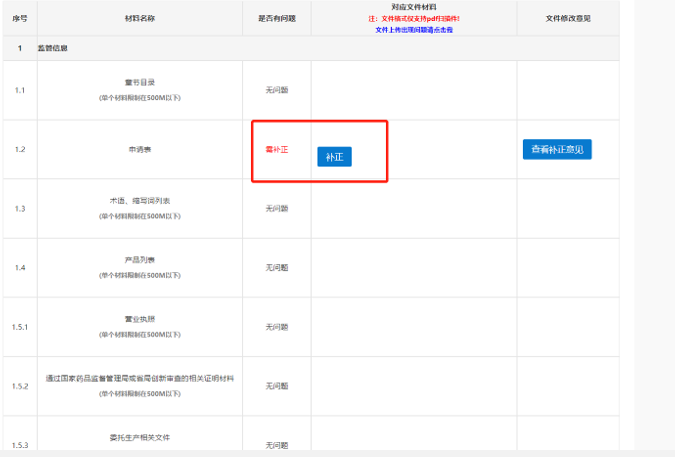 序号 材料名称 是否有问题 对应文件材料 文件修改意见
注：文件格式仅支持pdf扫描件!
文件上传出现问题请点击我
1 监管信息
1.1 章节目录 无问题
(单个材料限制在500M以下)
1.2 申请表 需补正 补正 查看补正意见
1.3 术语、缩写词列表 无问题
(单个材料限制在500M以下)
1.4 产品列表 无问题
(单个材料限制在500M以下)
1.5.1 营业执照 无问题
(单个材料限制在500M以下)
1.5.2 通过国家药品监督管理局或省局创新审查的相关证明材料 无问题
(单个材料限制在500M以下)
1.5.3 委托生产相关文件 无问题